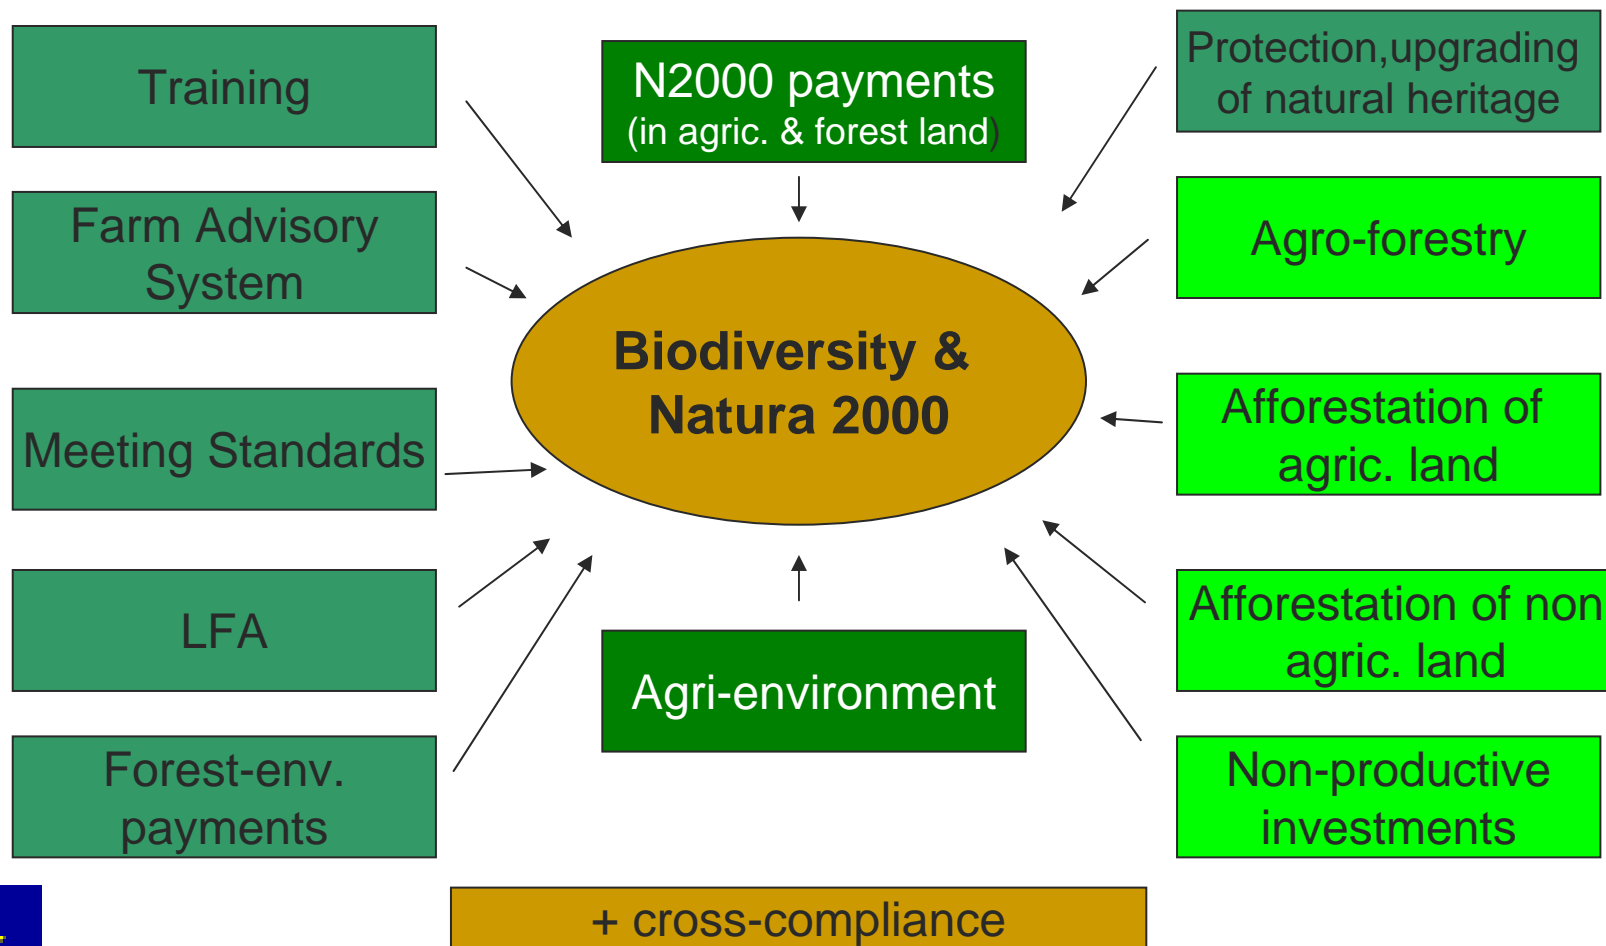 Training
N2000 payments
(in agric. & forest land)
Protection,upgrading
of natural heritage
Farm Advisory
System
Agro-forestry
Biodiversity &
Natura 2000
Meeting Standards
Afforestation of
agric. land
LFA
Agri-environment
Afforestation of non
agric. land
Forest-env.
payments
Non-productive
investments
+ cross-compliance